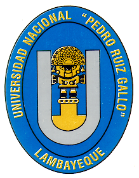 UNIVERSIDAD NACIONAL "PEDRO RUIZ GALLO"
LAMBAYEQUE